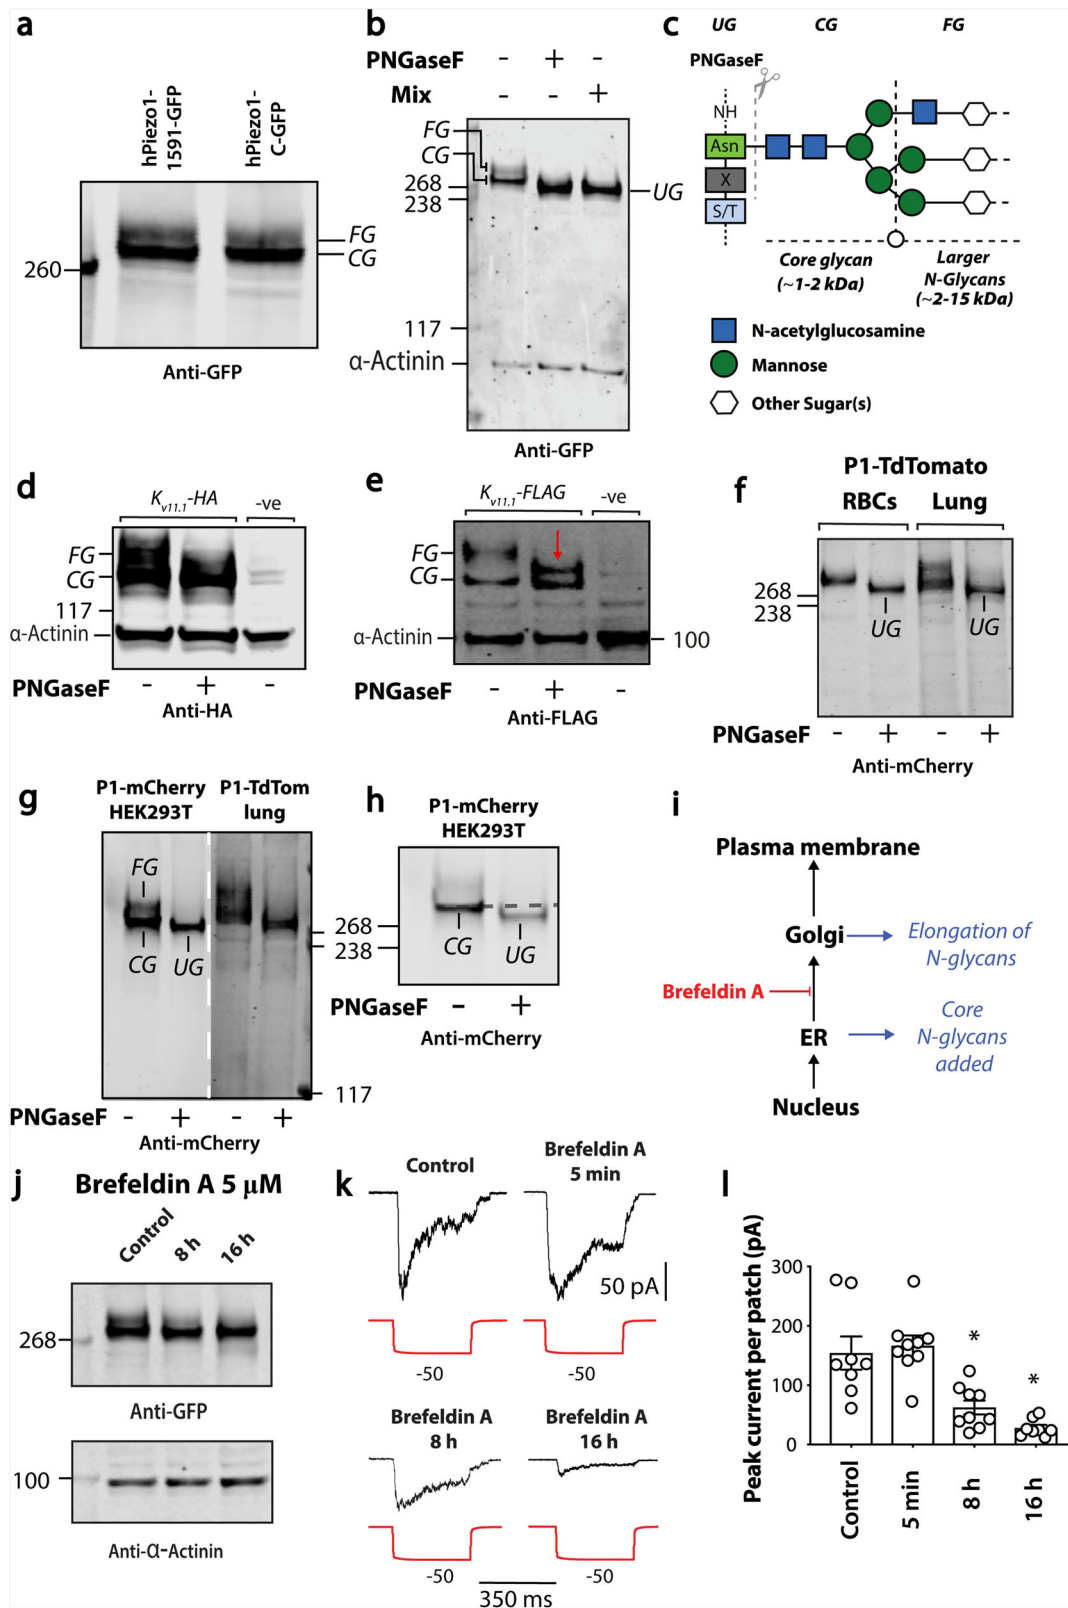 a
hPiezo1-
1591-GFP
hPiezo1-
C-GFP
FG
CG
260
Anti-GFP
b
PNGaseF - + -
Mix - - +
FG
CG
268
238
UG
117
α-Actinin
Anti-GFP
c
UG CG FG
PNGaseF
NH
Asn
X
S/T
Core glycan
(~1-2 kDa)
Larger
N-Glycans
(~2-15 kDa)
N-acetylglucosamine
Mannose
Other Sugar(s)
d
Kv11.1-HA -ve
FG
CG
117
α-Actinin
PNGaseF - + -
Anti-HA
e
Kv11.1-FLAG -ve
FG
CG
α-Actinin
100
PNGaseF - + -
Anti-FLAG
f
P1-TdTomato
RBCs Lung
268
238
UG UG
PNGaseF - + - +
Anti-mCherry
g
P1-mCherry
HEK293T
P1-TdTom
lung
FG
CG UG
268
238
117
PNGaseF - + - +
Anti-mCherry
h
P1-mCherry
HEK293T
CG UG
PNGaseF - +
Anti-mCherry
i
Plasma membrane
Golgi
Elongation of
N-glycans
Brefeldin A
ER
Core
N-glycans
added
Nucleus
j
Brefeldin A 5 μM
Control 8 h 16 h
268
Anti-GFP
100
Anti-α-Actinin
k
Control
Brefeldin A
5 min
50 pA
-50 -50
Brefeldin A
8 h
Brefeldin A
16 h
-50 -50
350 ms
l
Peak current per patch (pA)
300
200
100
0
* *
Control 5 min 8 h 16 h